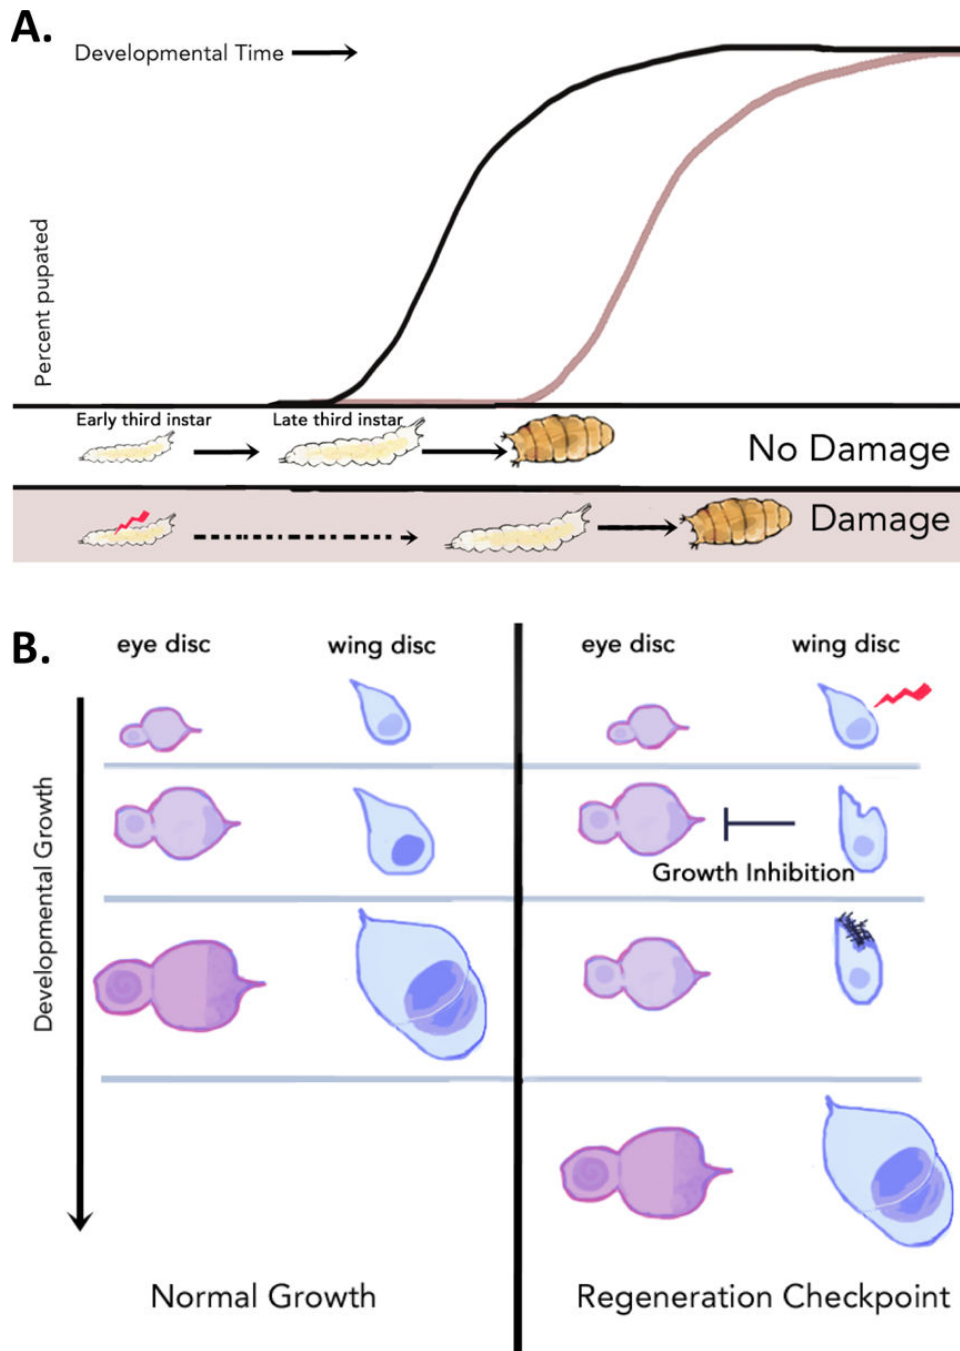 A.
Developmental Time
Percent pupated
Early third instar
Late third instar
No Damage
Damage
B.
eye disc
wing disc
eye disc
wing disc
Developmental Growth
Growth Inhibition
Normal Growth
Regeneration Checkpoint